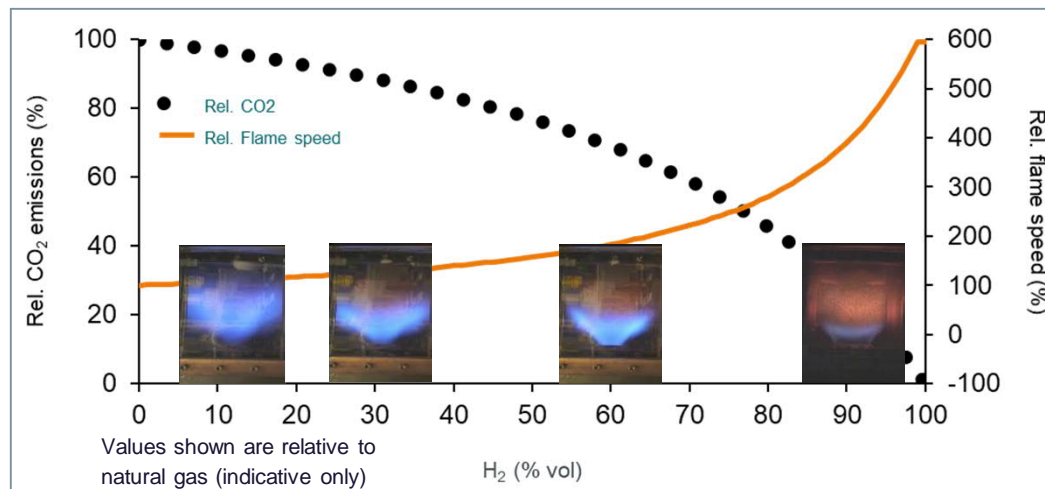 100
80
60
40
20
0
Rel. CO₂ emissions (%)
Rel. CO2
Rel. Flame speed
600
500
400
300
200
100
0
-100
Rel. flame
speed (%)
0 10 20 30 40 50 60 70 80 90 100
H₂ (% vol)
Values shown are relative to
natural gas (indicative only)